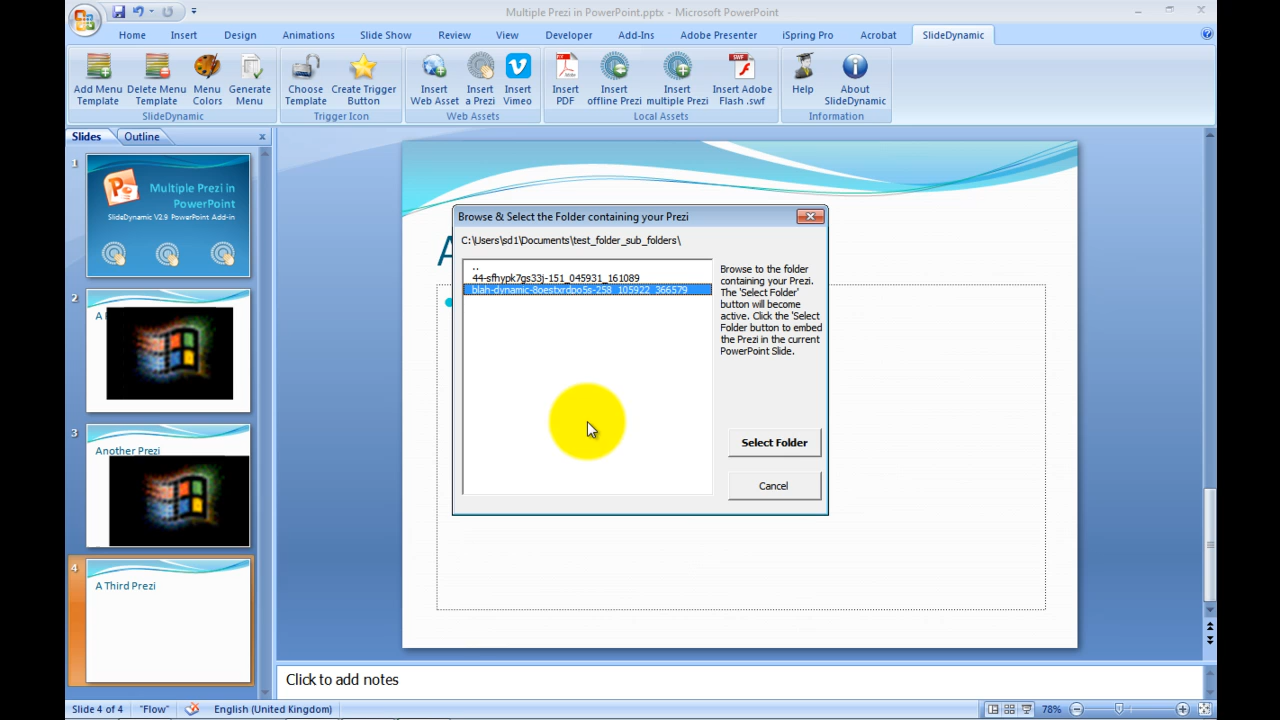 Multiple Prezi in PowerPoint.pptx - Microsoft PowerPoint
Home Insert Design Animations Slide Show Review View Developer Add-Ins Adobe Presenter iSpring Pro Acrobat SlideDynamic
Add Menu Template
Delete Menu Template
Menu Colors
Generate Menu
Choose Template
Create Trigger Button
Insert Web Asset
Insert a Prezi
Insert Vimeo
Insert PDF
Insert offline Prezi
Insert multiple Prezi
Insert Adobe Flash .swf
Help
About SlideDynamic
SlideDynamic Trigger Icon Web Assets Local Assets Information
Slides Outline
1
Multiple Prezi in
PowerPoint
SlideDynamic V2.9 PowerPoint Add-in
2
3
Another Prezi
4
A Third Prezi
Browse & Select the Folder containing your Prezi
C:\Users\sd1\Documents\test_folder_sub_folders\
..
44-sfhypk7gs33j-151_045931_161089
blah-dynamic-8oestxrdpo5s-258_105922_366579
Browse to the folder
containing your Prezi.
The 'Select Folder'
button will become
active. Click the 'Select
Folder button to embed
the Prezi in the current
PowerPoint Slide.
Select Folder
Cancel
Click to add notes
Slide 4 of 4 "Flow" English (United Kingdom) 78%